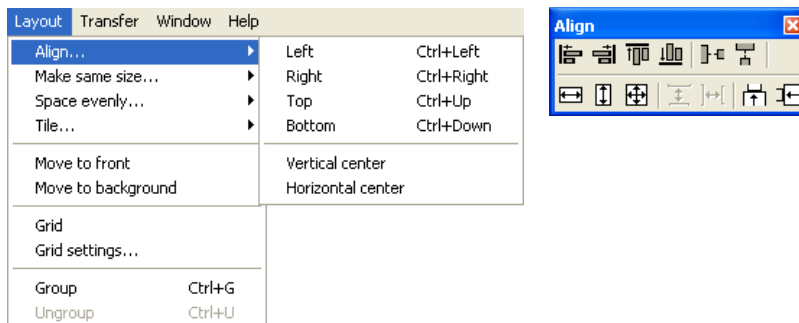 Layout Transfer Window Help
Align...
Make same size...
Space evenly...
Tile...
Move to front
Move to background
Grid
Grid settings...
Group Ctrl+G
Ungroup Ctrl+U
Left Ctrl+Left
Right Ctrl+Right
Top Ctrl+Up
Bottom Ctrl+Down
Vertical center
Horizontal center
Align